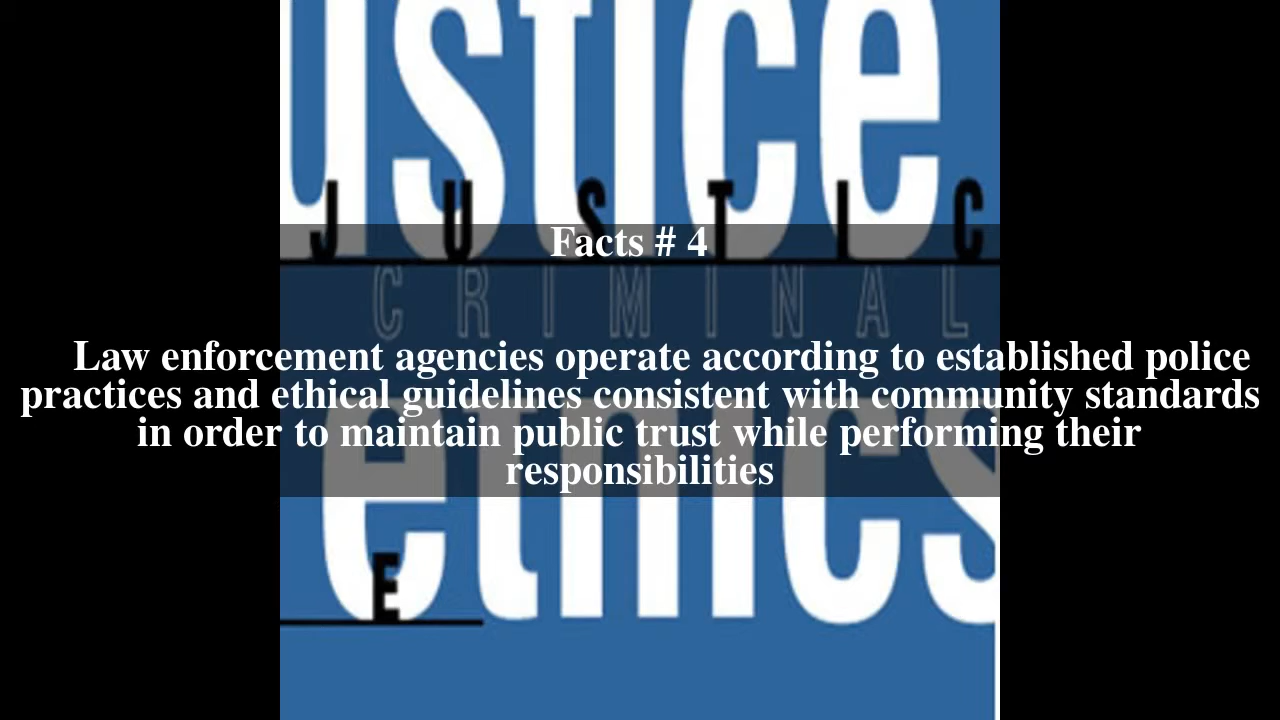 ustice
J U S T I C
Facts # 4
CRIMINAL
Law enforcement agencies operate according to established police
practices and ethical guidelines consistent with community standards
in order to maintain public trust while performing their
responsibilities
ethics
E